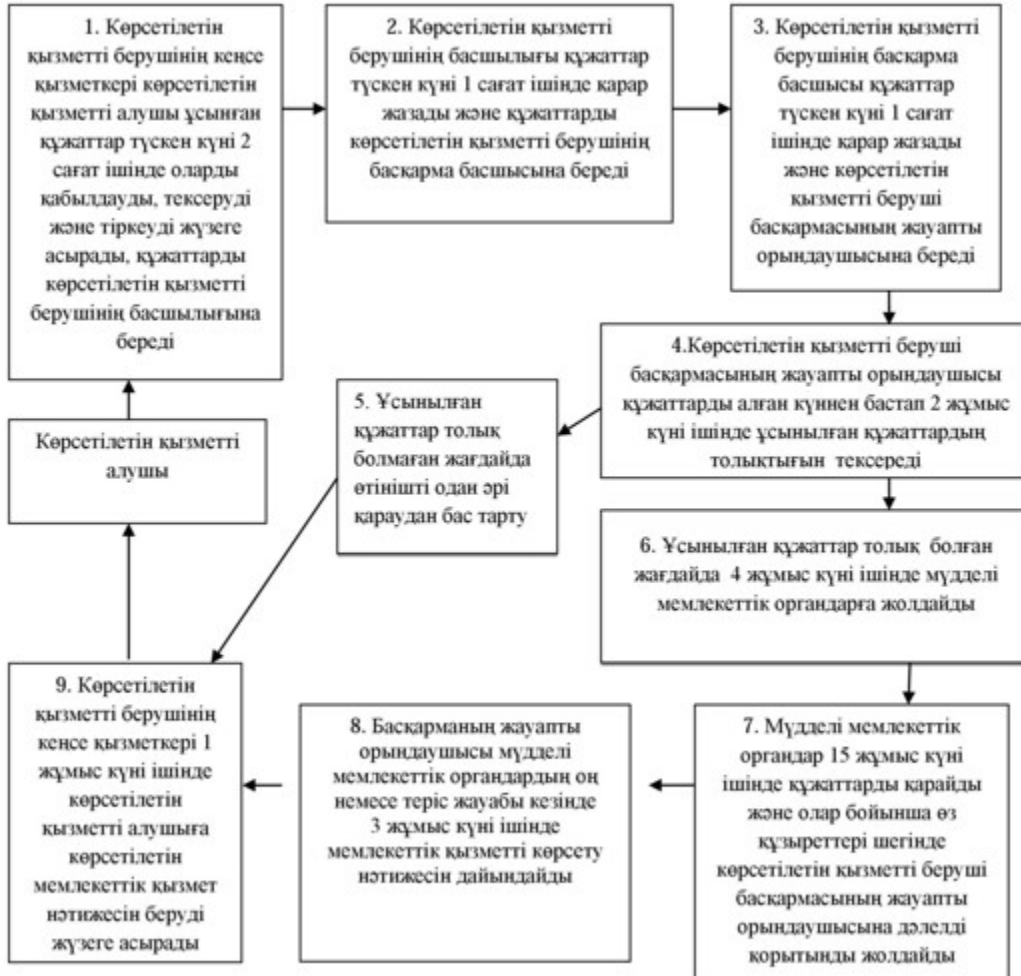 1. Көрсетілетін
қызметті берушінің кеңсе
қызметкері көрсетілетін
қызметті алушы ұсынған
құжаттар түскен күні 2
сағат ішінде оларды
қабылдауды, тексеруді
және тіркеуді жүзеге
асырады, құжаттарды
көрсетілетін қызметті
берушінің басшылығына
береді
2. Көрсетілетін қызметті
берушінің басшылығы құжаттар
түскен күні 1 сағат ішінде қарар
жазады және құжаттарды
көрсетілетін қызметті берушінің
басқарма басшысына береді
3. Көрсетілетін қызметті
берушінің басқарма
басшысы құжаттар
түскен күні 1 сағат
ішінде қарар жазады
және көрсетілетін
қызметті беруші
басқармасының жауапты
орындаушысына береді
4.Көрсетілетін қызметті беруші
басқармасының жауапты орындаушысы
құжаттарды алған күннен бастап 2 жұмыс
күні ішінде ұсынылған құжаттардың
толықтығын тексереді
5. Ұсынылған
құжаттар толық
болмаған жағдайда
өтінішті одан әрі
қараудан бас тарту
Көрсетілетін қызметті
алушы
6. Ұсынылған құжаттар толық болған
жағдайда 4 жұмыс күні ішінде мүдделі
мемлекеттік органдарға жолдайды
7. Мүдделі мемлекеттік
органдар 15 жұмыс күні
ішінде құжаттарды қарайды
және олар бойынша өз
құзыреттері шегінде
көрсетілетін қызметті беруші
басқармасының жауапты
орындаушысына дәлелді
қорытынды жолдайды
8. Басқарманың жауапты
орындаушысы мүдделі
мемлекеттік органдардың оң
немесе теріс жауабы кезінде
3 жұмыс күні ішінде
мемлекеттік қызметті көрсету
нәтижесін дайындайды
9. Көрсетілетін
қызметті берушінің
кеңсе қызметкері 1
жұмыс күні ішінде
көрсетілетін
қызметті алушыға
көрсетілетін
мемлекеттік қызмет
нәтижесін беруді
жүзеге асырады